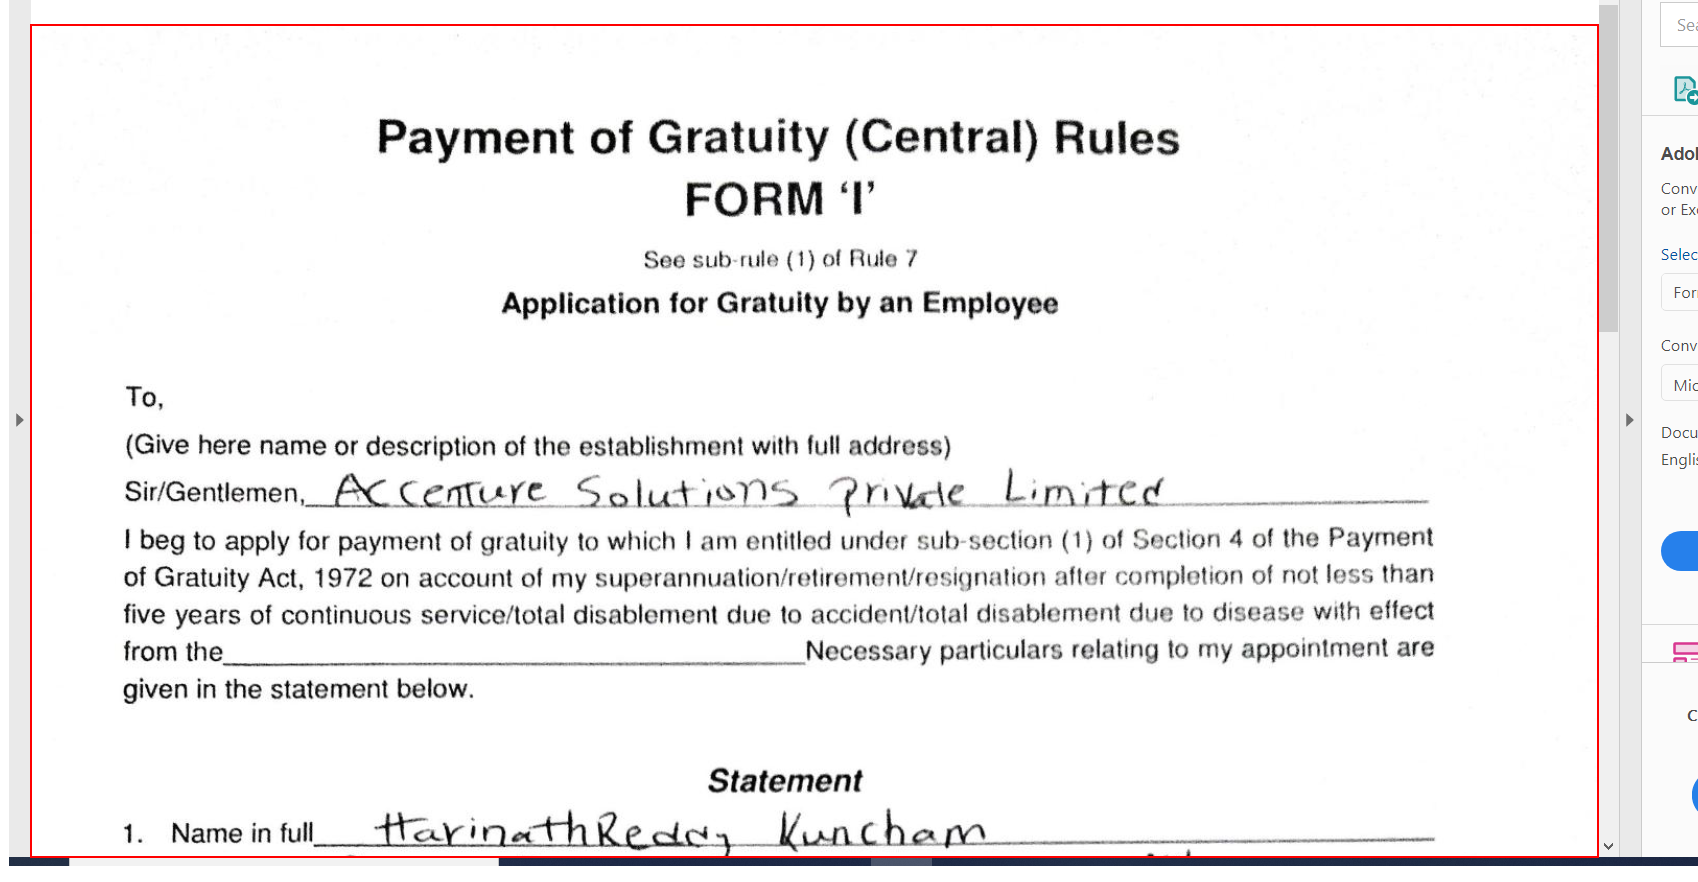 Payment of Gratuity (Central) Rules
FORM ‘I’
See sub-rule (1) of Rule 7
Application for Gratuity by an Employee
To,
(Give here name or description of the establishment with full address)
Sir/Gentlemen, Accenture Solutions Private Limited
I beg to apply for payment of gratuity to which I am entitled under sub-section (1) of Section 4 of the Payment
of Gratuity Act, 1972 on account of my superannuation/retirement/resignation after completion of not less than
five years of continuous service/total disablement due to accident/total disablement due to disease with effect
from the Necessary particulars relating to my appointment are
given in the statement below.
Statement
1. Name in full HarinathReddy Kuncham
Sea
Adol
Conv
or Ex
Selec
For
Conv
Mic
Docu
Englis
C